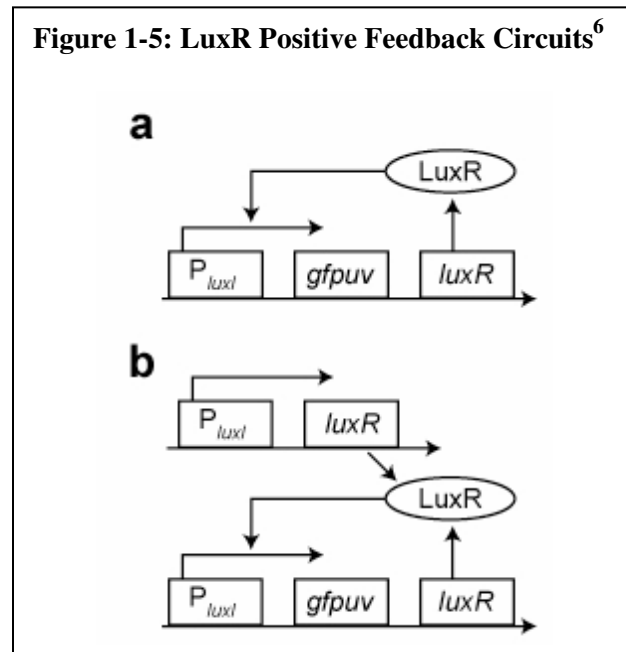 Figure 1-5: LuxR Positive Feedback Circuits6
a
LuxR
PluxI gfpuv luxR
b
PluxI luxR
LuxR
PluxI gfpuv luxR